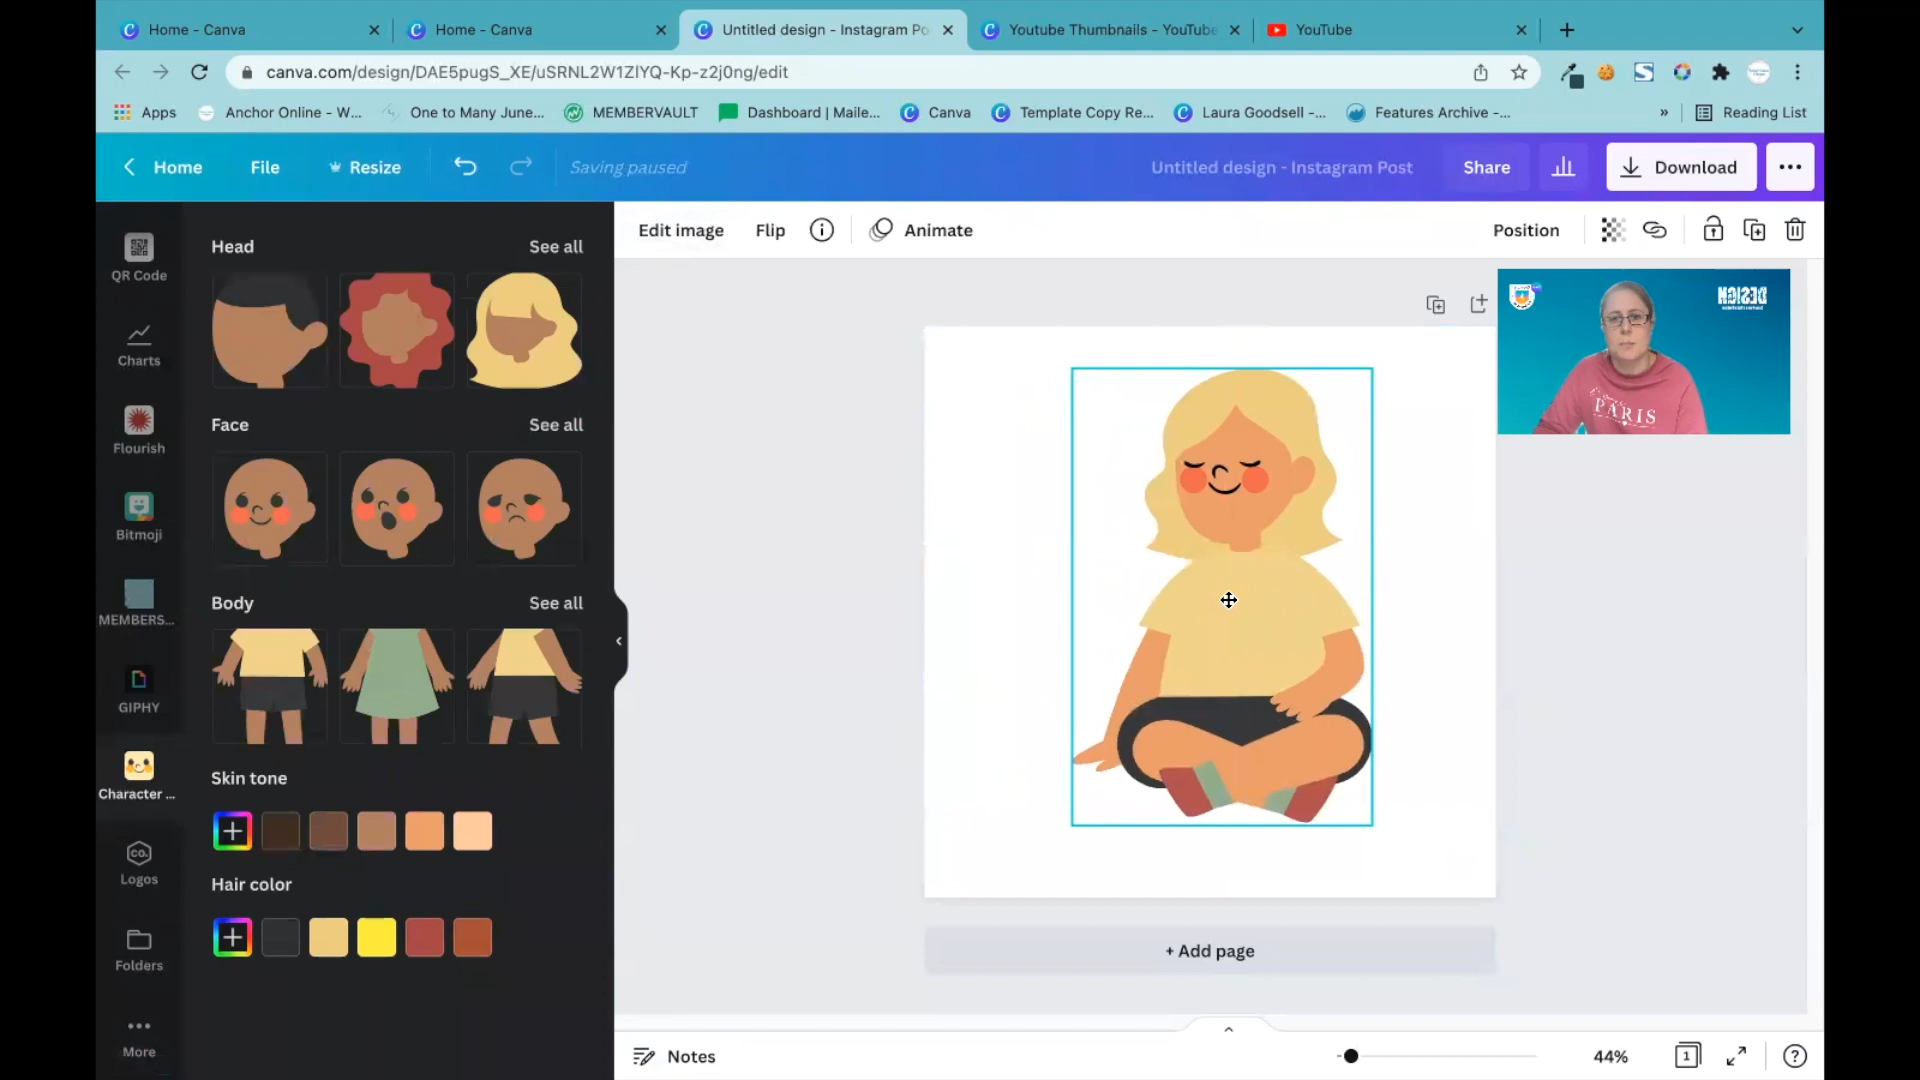 Home - Canva
Home - Canva
Untitled design - Instagram Po
Youtube Thumbnails - YouTube
YouTube
canva.com/design/DAE5pugS_XE/uSRNL2W1ZlYQ-Kp-z2j0ng/edit
Apps
Anchor Online - W...
One to Many June...
MEMBERVAULT
Dashboard | Maile...
Canva
Template Copy Re...
Laura Goodsell -...
Features Archive -...
»
Reading List
Home
File
Resize
Saving paused
Untitled design - Instagram Post
Share
Download
Edit image
Flip
Animate
Position
QR Code
Charts
Flourish
Bitmoji
MEMBERS...
GIPHY
Character ...
Logos
Folders
More
Head
See all
Face
See all
Body
See all
Skin tone
Hair color
DESIGN
PARIS
+ Add page
Notes
44%
1
CO.